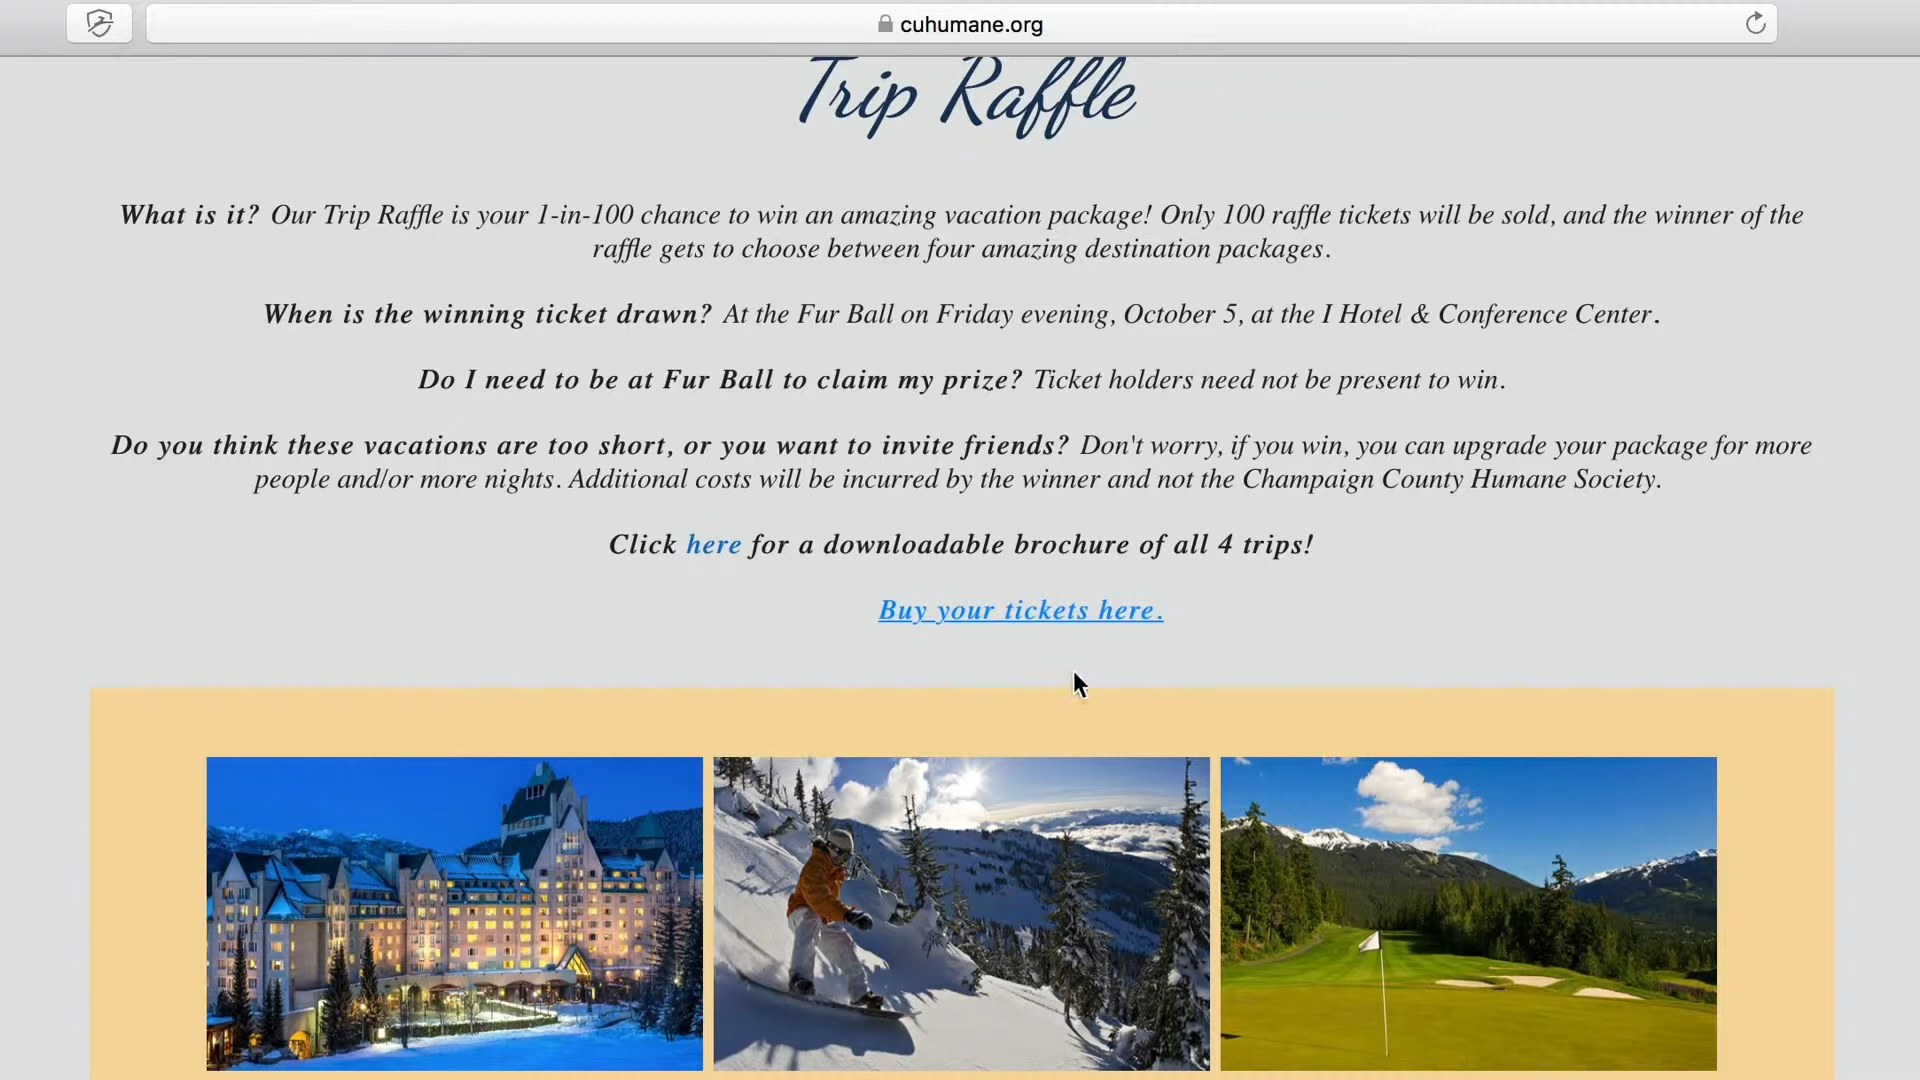 cuhumane.org
Trip Raffle
What is it? Our Trip Raffle is your 1-in-100 chance to win an amazing vacation package! Only 100 raffle tickets will be sold, and the winner of the
raffle gets to choose between four amazing destination packages.
When is the winning ticket drawn? At the Fur Ball on Friday evening, October 5, at the I Hotel & Conference Center.
Do I need to be at Fur Ball to claim my prize? Ticket holders need not be present to win.
Do you think these vacations are too short, or you want to invite friends? Don't worry, if you win, you can upgrade your package for more
people and/or more nights. Additional costs will be incurred by the winner and not the Champaign County Humane Society.
Click here for a downloadable brochure of all 4 trips!
Buy your tickets here.